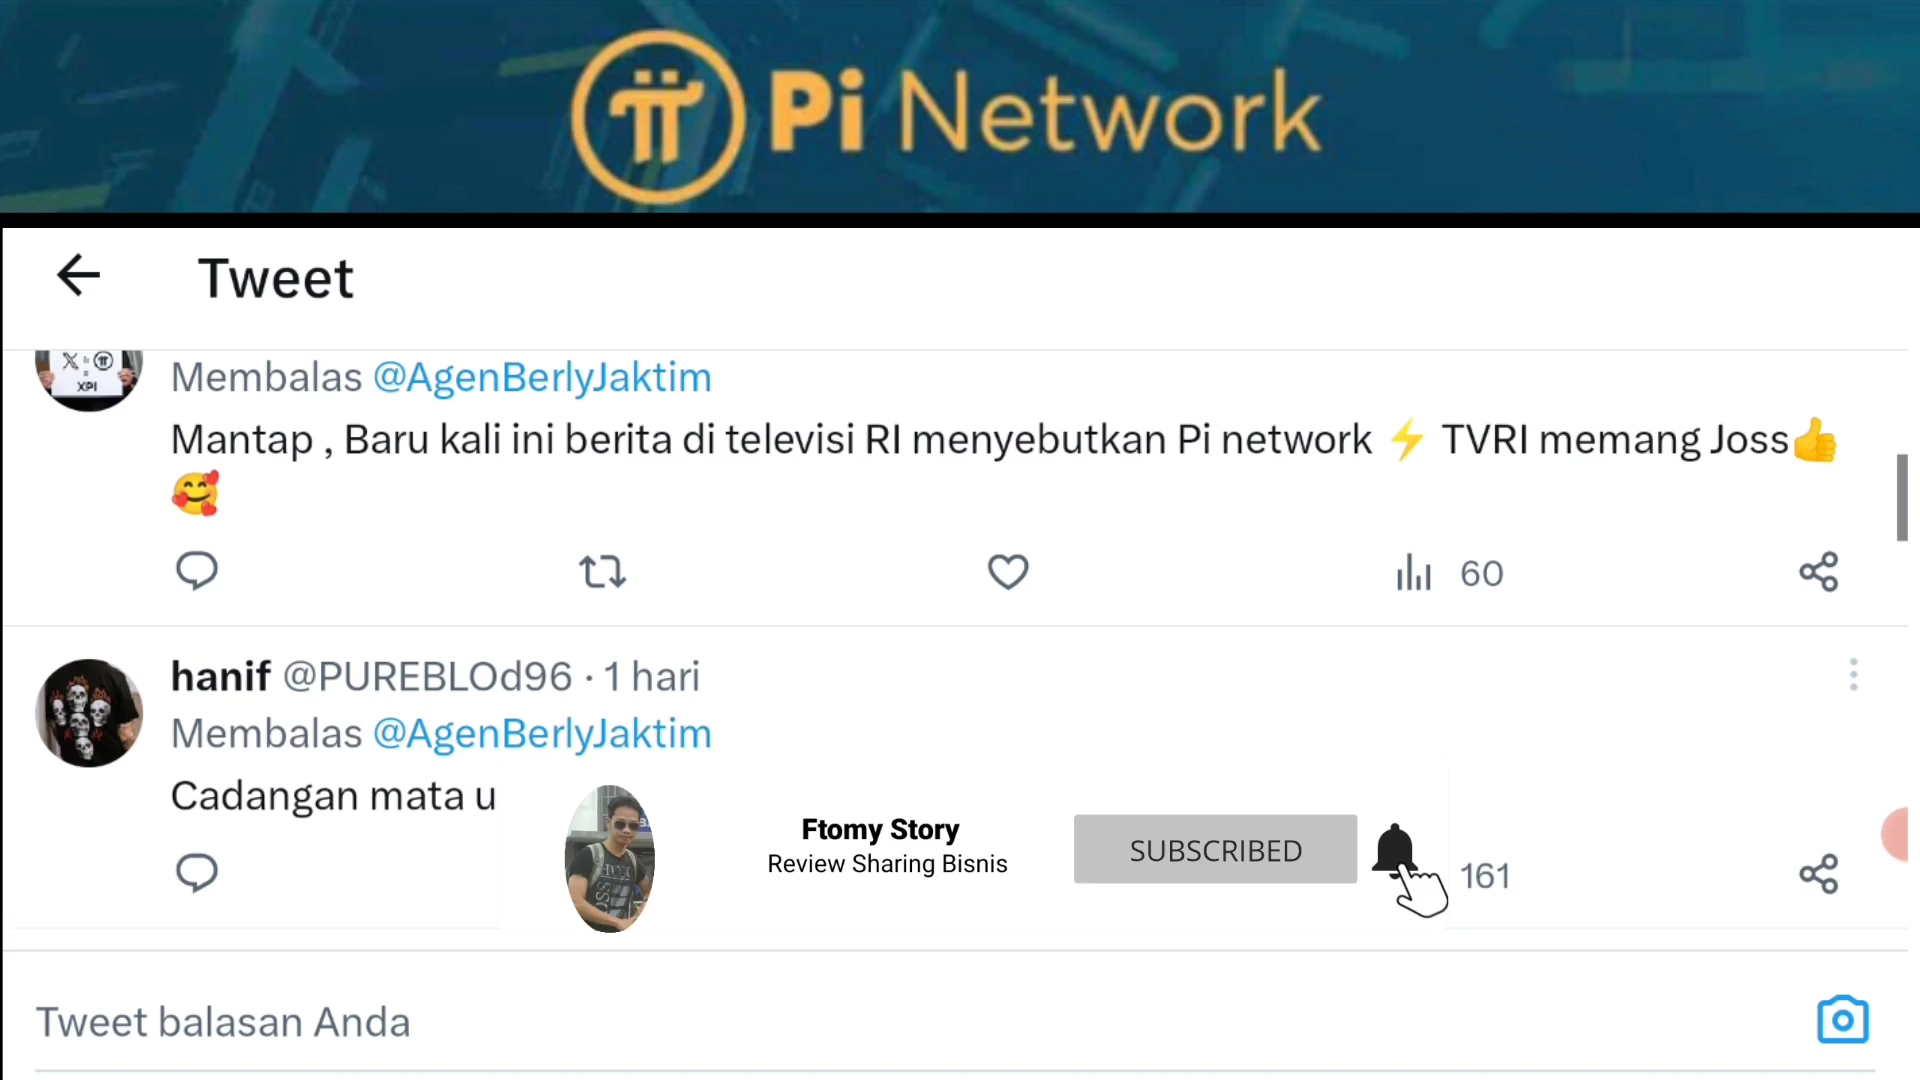 Pi Network
Tweet
X & π
=
XPI
Membalas @AgenBerlyJaktim
Mantap , Baru kali ini berita di televisi RI menyebutkan Pi network ⚡ TVRI memang Joss👍
🥰
60
hanif @PUREBLOd96 · 1 hari
Membalas @AgenBerlyJaktim
Cadangan mata u
Ftomy Story
Review Sharing Bisnis
SUBSCRIBED
161
Tweet balasan Anda